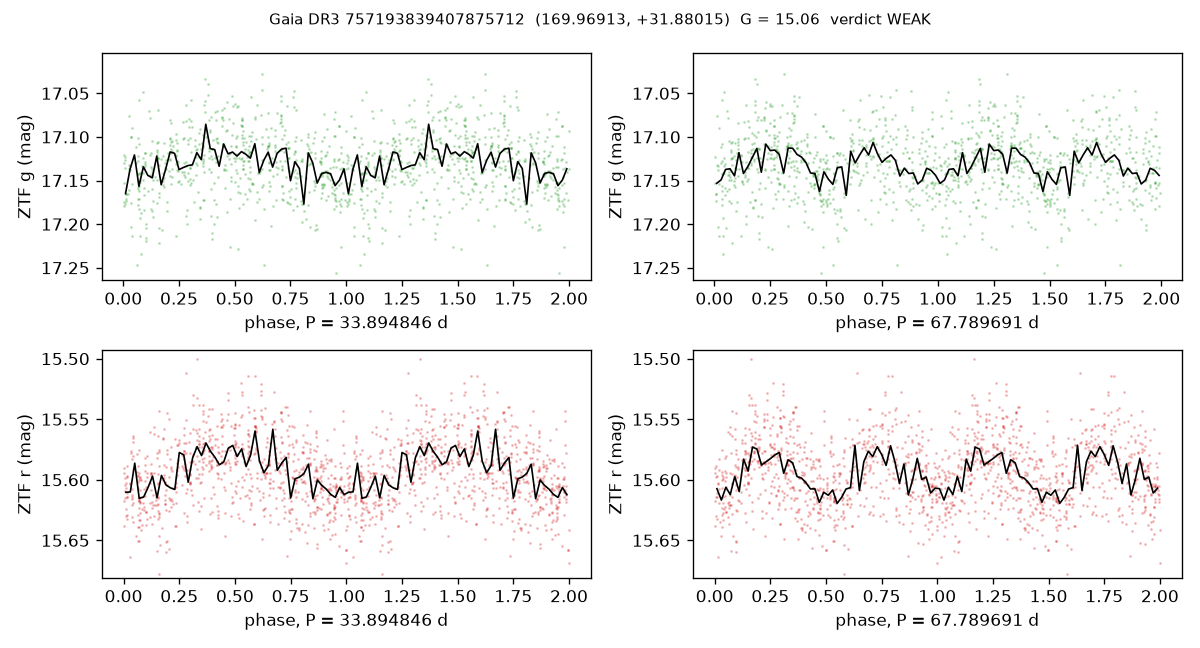 Gaia DR3 757193839407875712  (169.96913, +31.88015)  G = 15.06  verdict WEAK
ZTF g (mag)
17.05
17.10
17.15
17.20
17.25
0.00 0.25 0.50 0.75 1.00 1.25 1.50 1.75 2.00
phase, P = 33.894846 d
ZTF g (mag)
17.05
17.10
17.15
17.20
17.25
0.00 0.25 0.50 0.75 1.00 1.25 1.50 1.75 2.00
phase, P = 67.789691 d
ZTF r (mag)
15.50
15.55
15.60
15.65
0.00 0.25 0.50 0.75 1.00 1.25 1.50 1.75 2.00
phase, P = 33.894846 d
ZTF r (mag)
15.50
15.55
15.60
15.65
0.00 0.25 0.50 0.75 1.00 1.25 1.50 1.75 2.00
phase, P = 67.789691 d